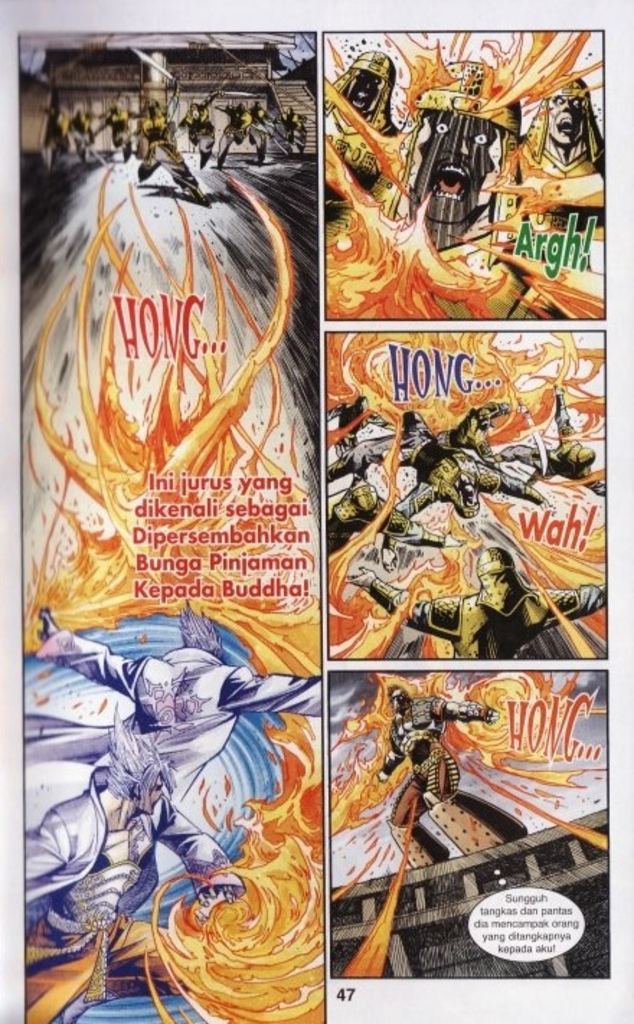 HONG...
Ini jurus yang
dikenali sebagai
Dipersembahkan
Bunga Pinjaman
Kepada Buddha!
Argh!
HONG...
Wah!
HONG...
Sungguh
tangkas dan pantas
dia mencampak orang
yang ditangkapnya
kepada aku!
47